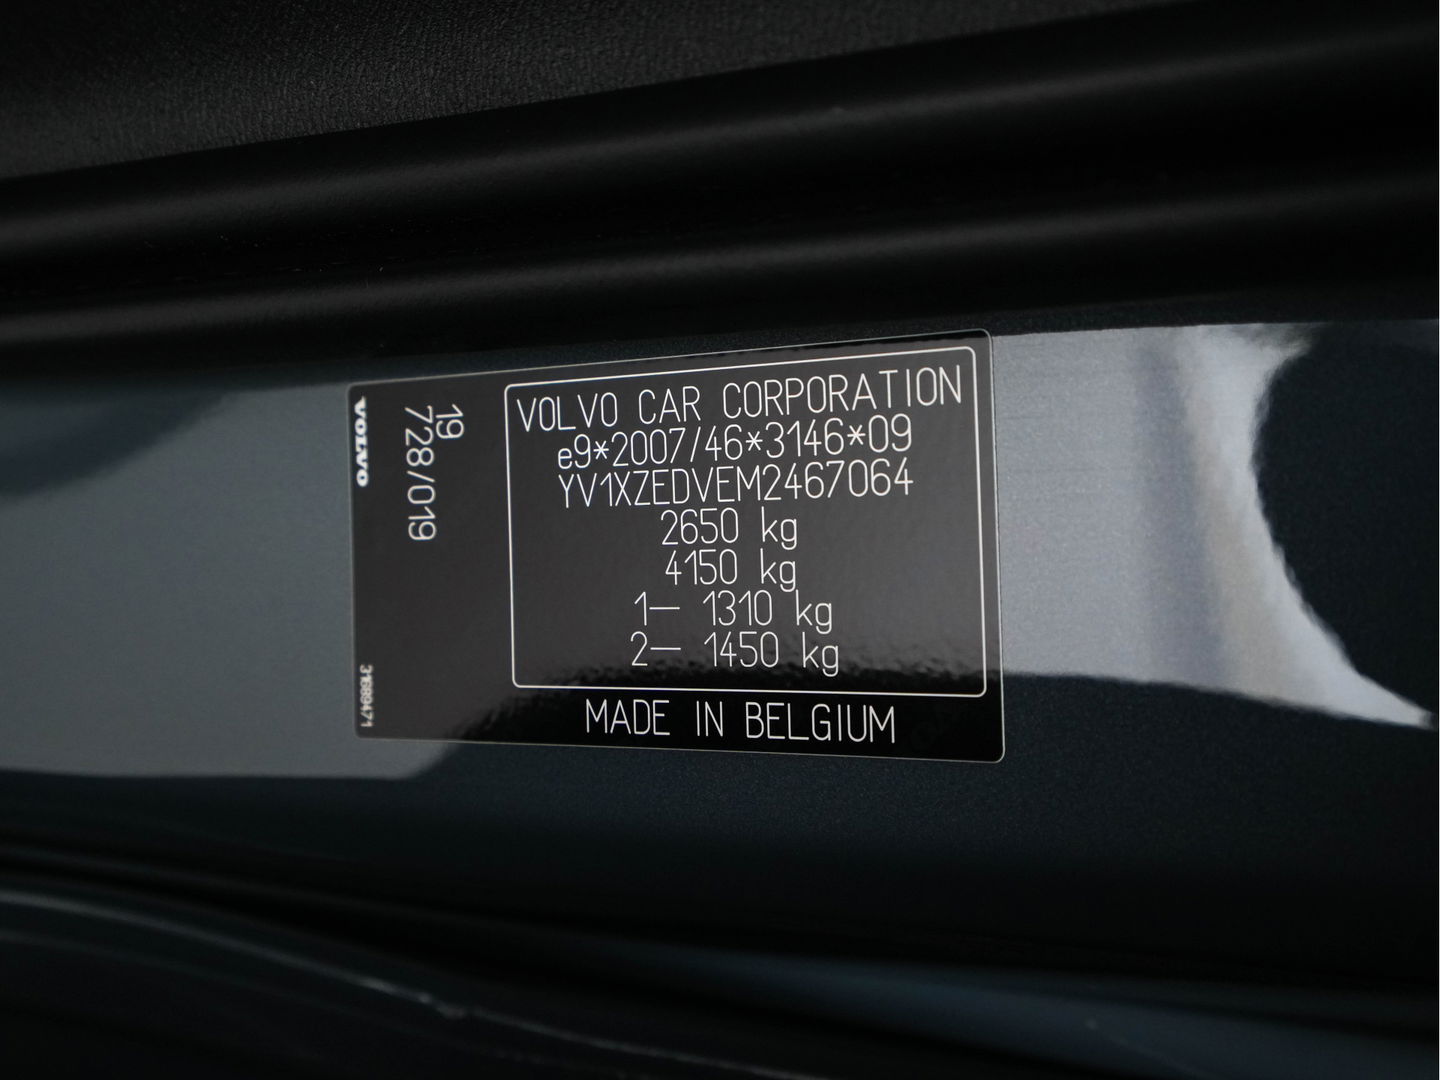 VOLVO
19
728/019
31689471
VOLVO CAR CORPORATION
e9*2007/46*3146*09
YV1XZEDVEM2467064
2650 kg
4150 kg
1— 1310 kg
2— 1450 kg
MADE IN BELGIUM